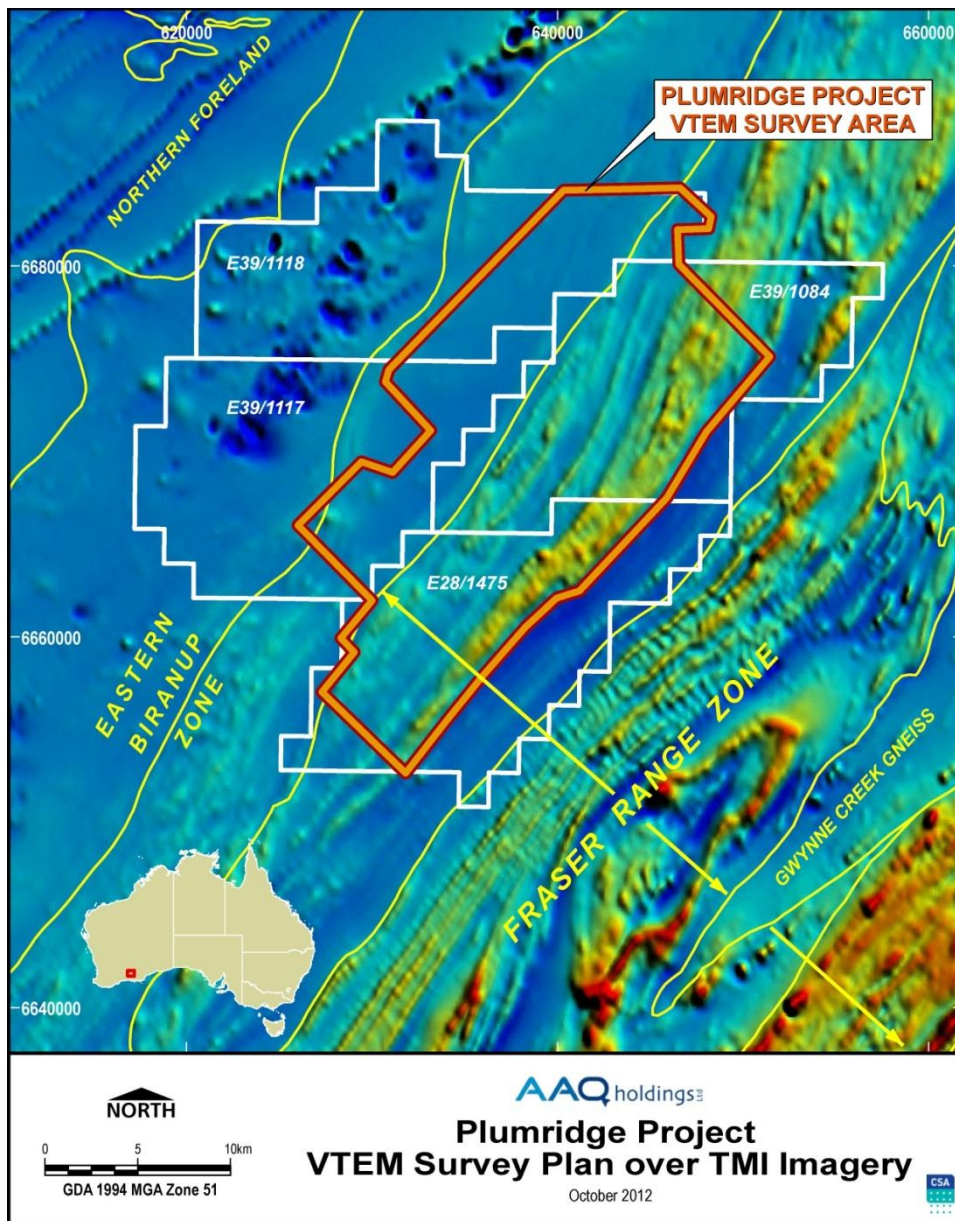 620000
640000
660000
NORTHERN FORELAND
PLUMRIDGE PROJECT
VTEM SURVEY AREA
6680000
E39/1118
E39/1084
E39/1117
E28/1475
6660000
EASTERN
BIRANUP
ZONE
FRASER RANGE ZONE
GWYNNE CREEK GNEISS
6640000
NORTH
0 5 10km
GDA 1994 MGA Zone 51
AAQ holdings LTD
Plumridge Project
VTEM Survey Plan over TMI Imagery
October 2012
CSA